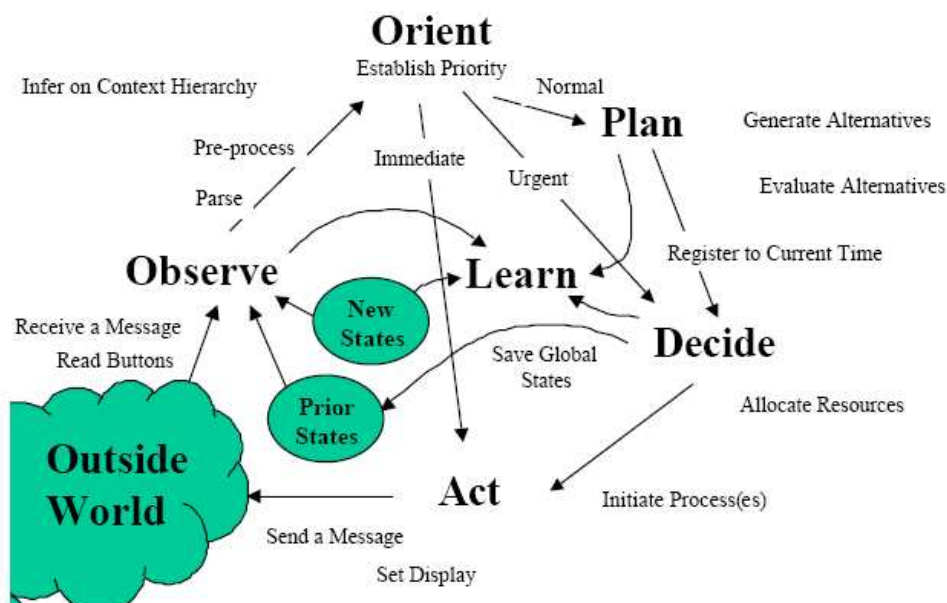 Orient
Establish Priority
Infer on Context Hierarchy
Normal
Plan
Generate Alternatives
Pre-process
Immediate
Urgent
Evaluate Alternatives
Parse
Observe
Learn
Register to Current Time
New
States
Receive a Message
Read Buttons
Decide
Save Global
States
Prior
States
Allocate Resources
Outside
World
Act
Initiate Process(es)
Send a Message
Set Display